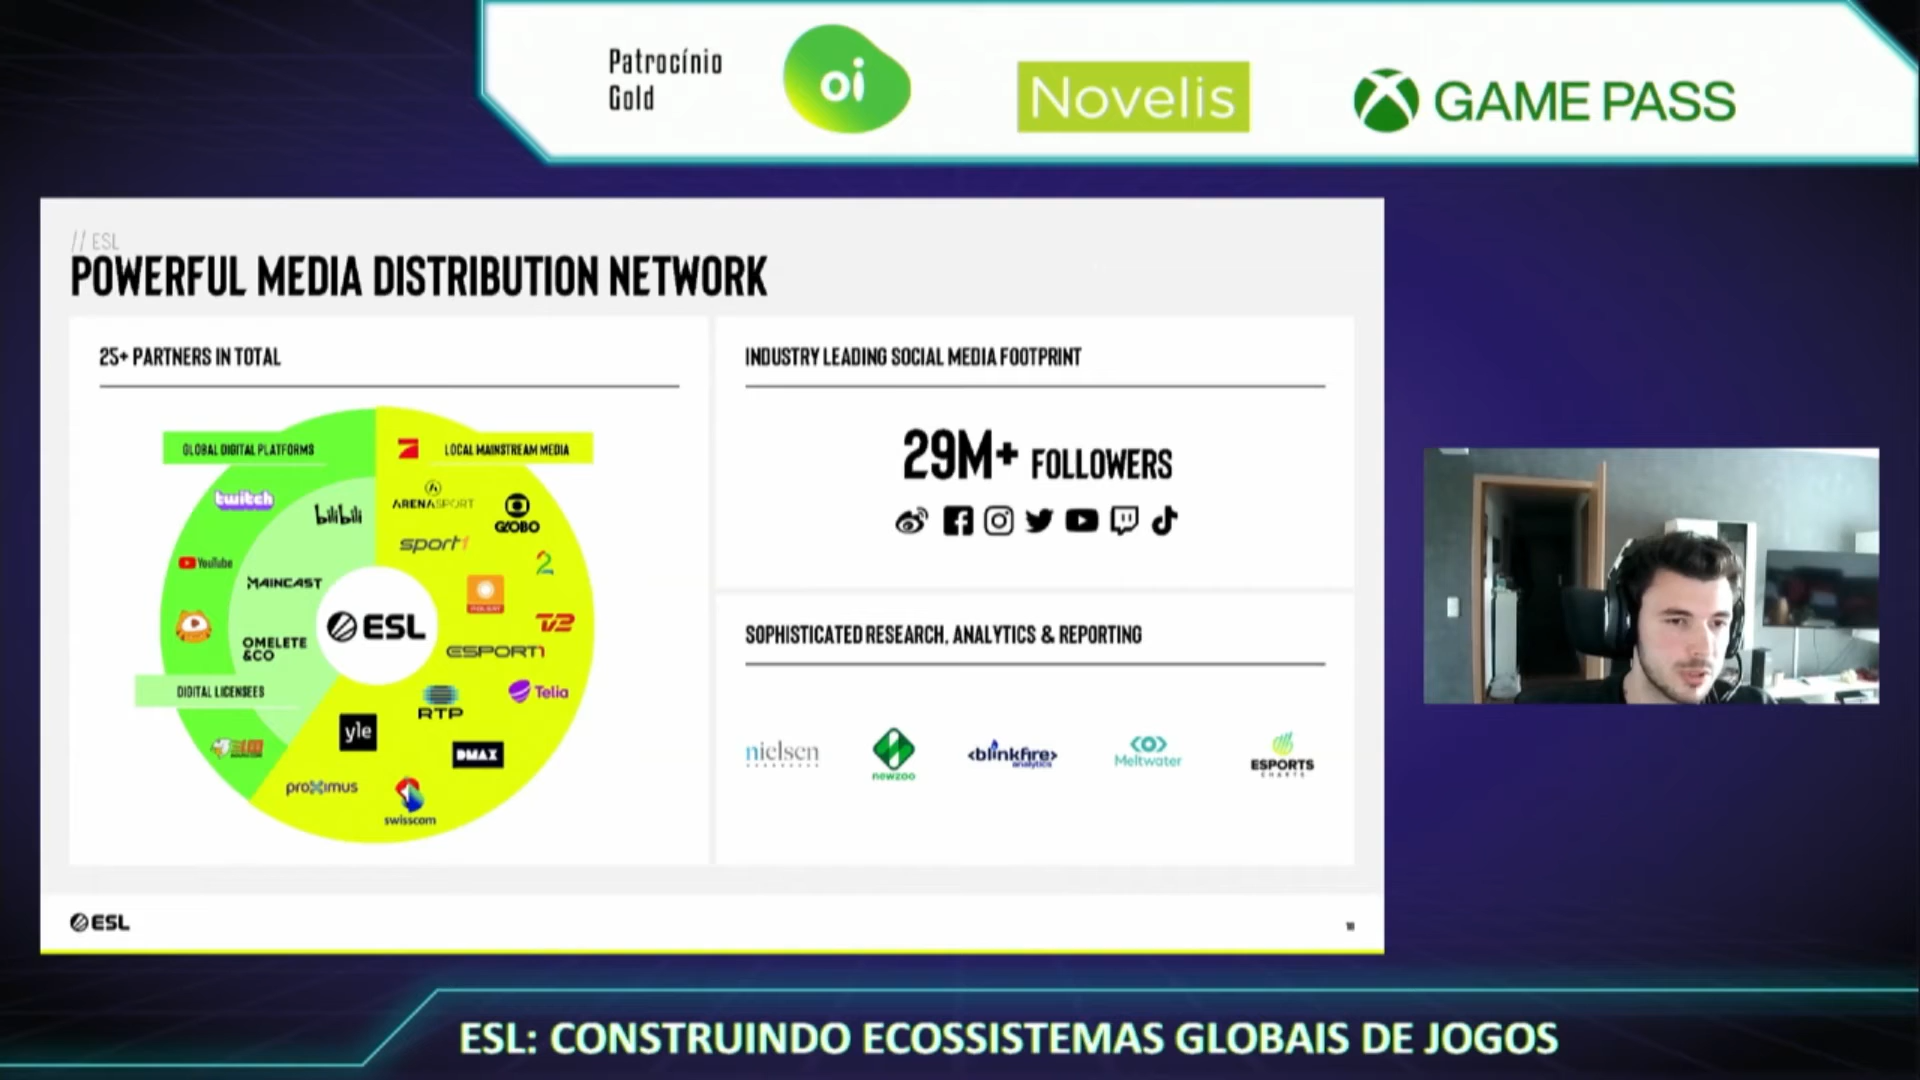 Patrocínio
Gold
oi
Novelis
GAME PASS
// ESL
POWERFUL MEDIA DISTRIBUTION NETWORK
25+ PARTNERS IN TOTAL
GLOBAL DIGITAL PLATFORMS
LOCAL MAINSTREAM MEDIA
twitch
bilibili
ARENASPORT
GLOBO
sport1
2
YouTube
MAINCAST
ESL
TV2
OMELETE
&CO
ESPORT1
DIGITAL LICENSEES
Telia
RTP
yle
DMAX
proximus
swisscom
INDUSTRY LEADING SOCIAL MEDIA FOOTPRINT
29M+ FOLLOWERS
SOPHISTICATED RESEARCH, ANALYTICS & REPORTING
nielsen
newzoo
<blinkfire>
analytics
Meltwater
ESPORTS
CHARTS
ESL
ESL: CONSTRUINDO ECOSSISTEMAS GLOBAIS DE JOGOS